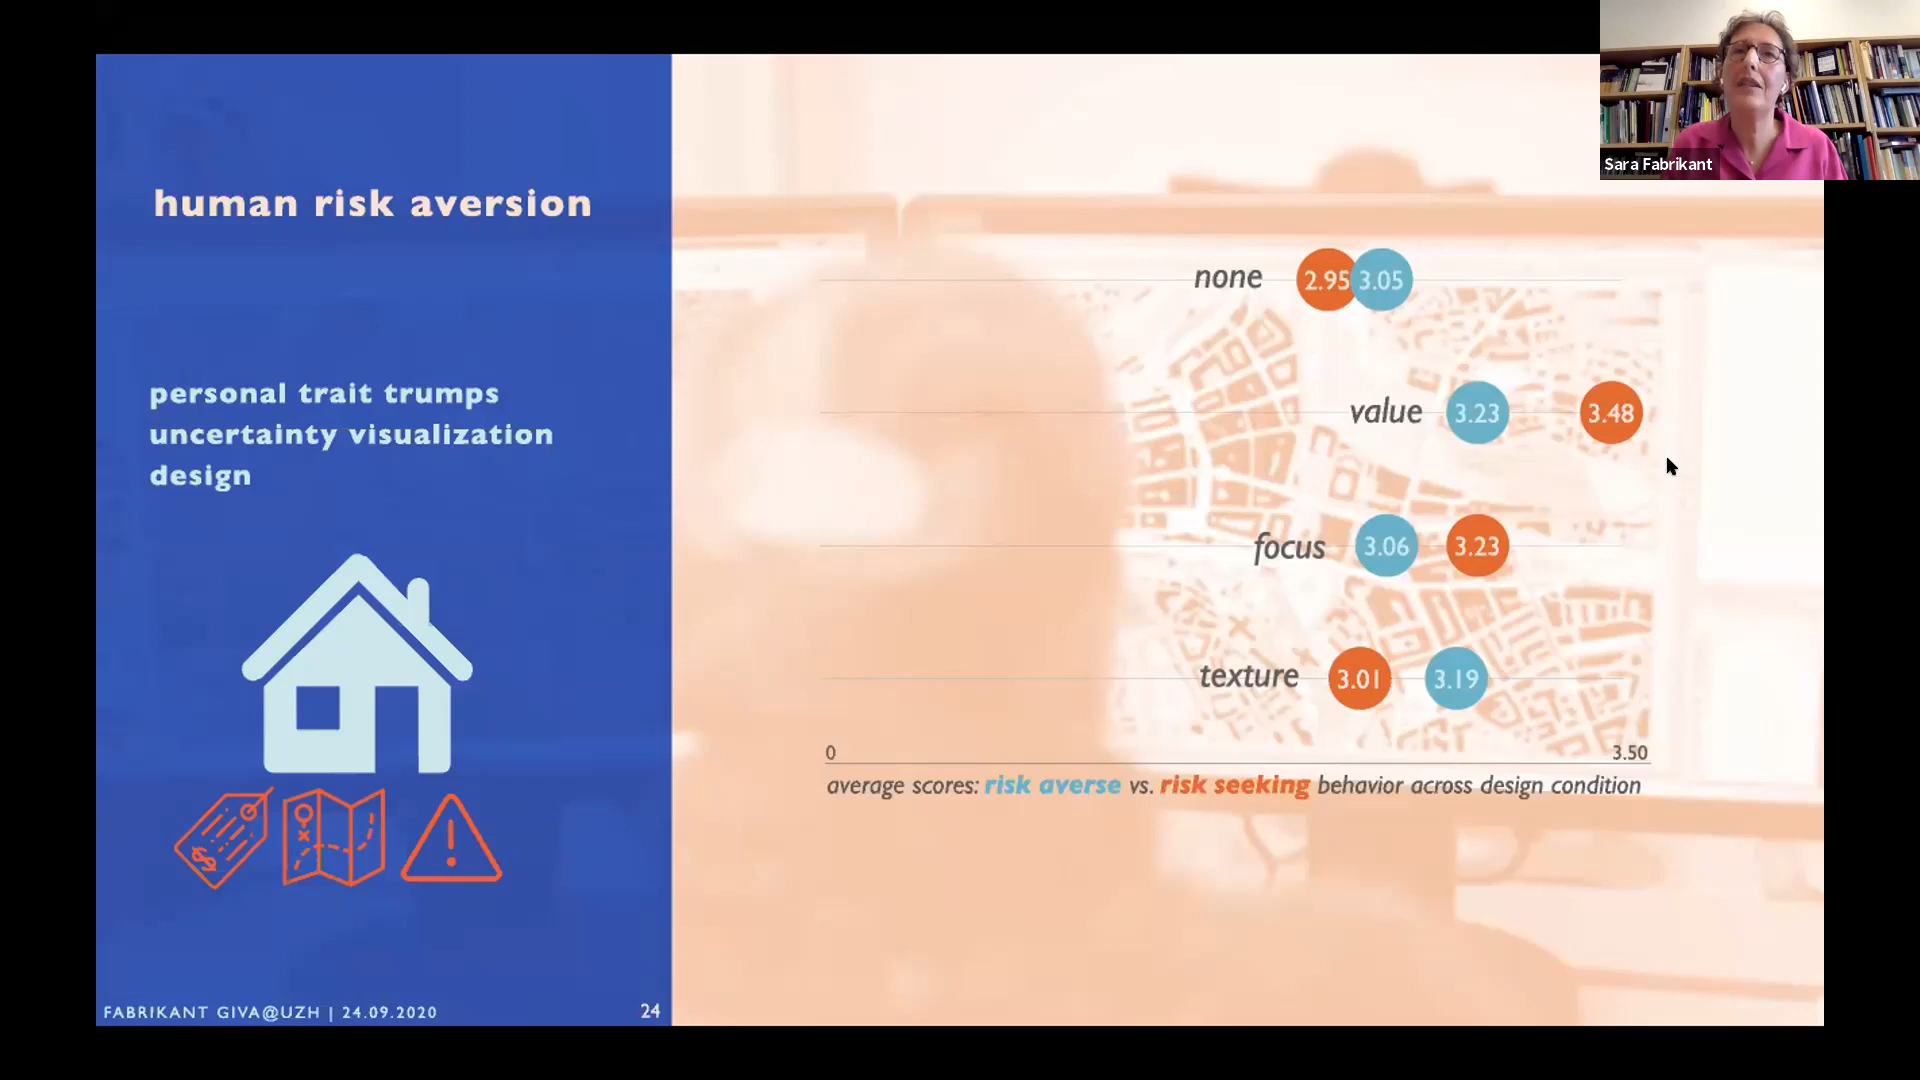 Sara Fabrikant
human risk aversion
personal trait trumps
uncertainty visualization
design
FABRIKANT GIVA@UZH | 24.09.2020
24
none 2.95 3.05
value 3.23 3.48
focus 3.06 3.23
texture 3.01 3.19
0 3.50
average scores: risk averse vs. risk seeking behavior across design condition